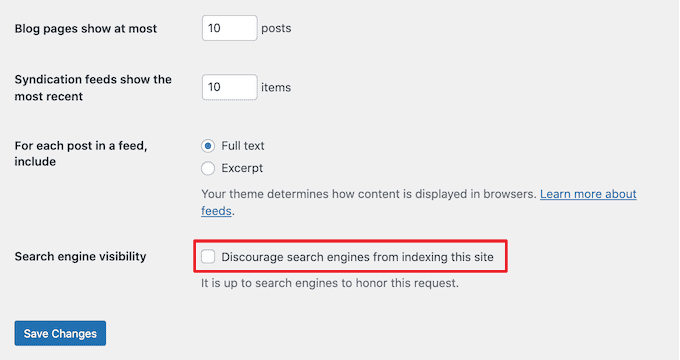 Blog pages show at most 10 posts
Syndication feeds show the
most recent
10 items
For each post in a feed,
include
Full text
Excerpt
Your theme determines how content is displayed in browsers. Learn more about
feeds.
Search engine visibility
Discourage search engines from indexing this site
It is up to search engines to honor this request.
Save Changes